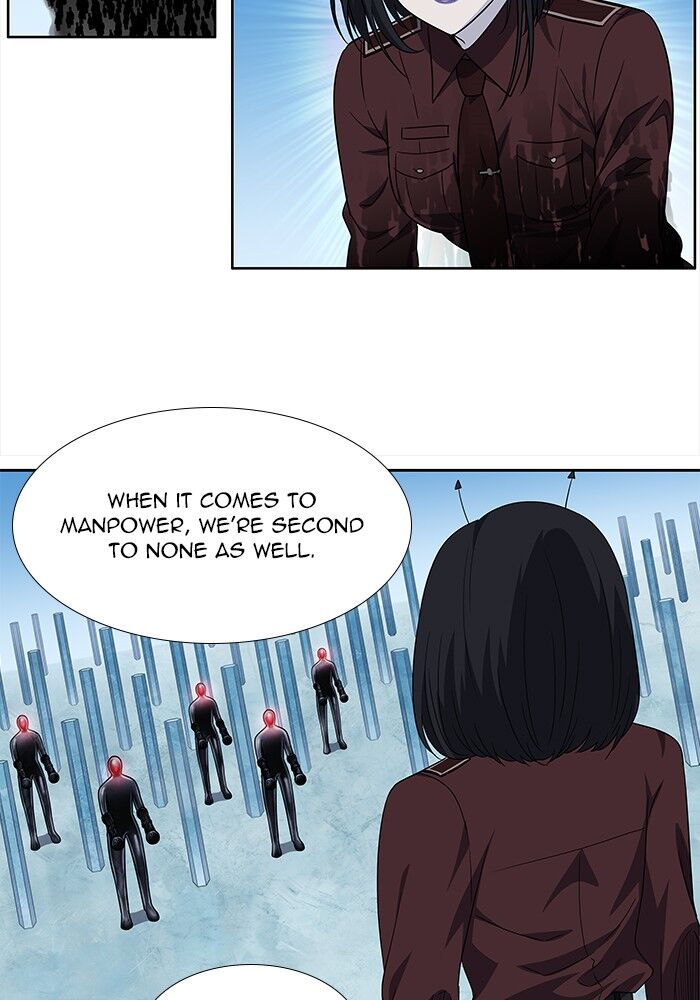 WHEN IT COMES TO
MANPOWER, WE'RE SECOND
TO NONE AS WELL.